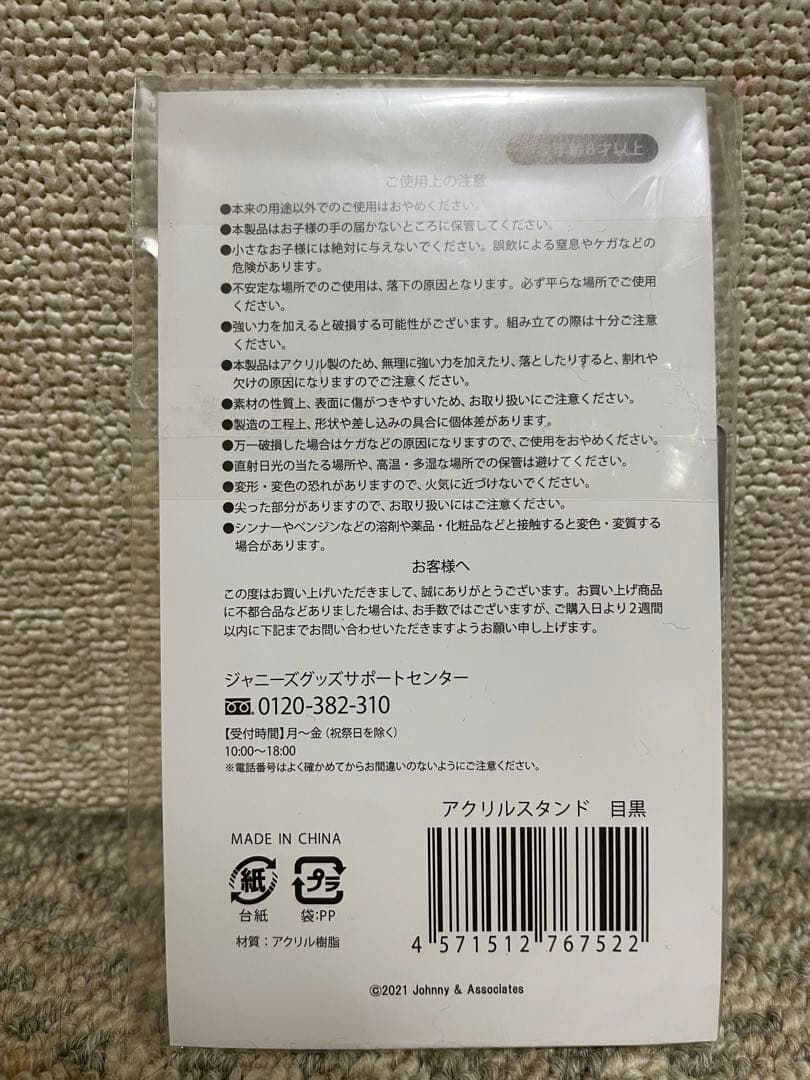 年齢8才以上
ご使用上の注意
●本来の用途以外でのご使用はおやめください。
●本製品はお子様の手の届かないところに保管してください。
●小さなお子様には絶対に与えないでください。誤飲による窒息やケガなどの
危険があります。
●不安定な場所でのご使用は、落下の原因となります。必ず平らな場所でご使用
ください。
●強い力を加えると破損する可能性がございます。組み立ての際は十分ご注意
ください。
●本製品はアクリル製のため、無理に強い力を加えたり、落としたりすると、割れや
欠けの原因になりますのでご注意ください。
●素材の性質上、表面に傷がつきやすいため、お取り扱いにご注意ください。
●製造の工程上、形状や差し込みの具合に個体差があります。
●万一破損した場合はケガなどの原因になりますので、ご使用をおやめください。
●直射日光の当たる場所や、高温・多湿な場所での保管は避けてください。
●変形・変色の恐れがありますので、火気に近づけないでください。
●尖った部分がありますので、お取り扱いにはご注意ください。
●シンナーやベンジンなどの溶剤や薬品・化粧品などと接触すると変色・変質する
場合があります。
お客様へ
この度はお買い上げいただきまして、誠にありがとうございます。お買い上げ商品
に不都合品などありました場合は、お手数ではございますが、ご購入日より2週間
以内に下記までお問い合わせいただきますようお願い申し上げます。
ジャニーズグッズサポートセンター
0120-382-310
【受付時間】月～金（祝祭日を除く）
10:00～18:00
※電話番号はよく確かめてからお間違いのないようにご注意ください。
アクリルスタンド　目黒
MADE IN CHINA
紙 プラ
台紙 袋:PP
材質：アクリル樹脂
4 571512 767522
©2021 Johnny & Associates